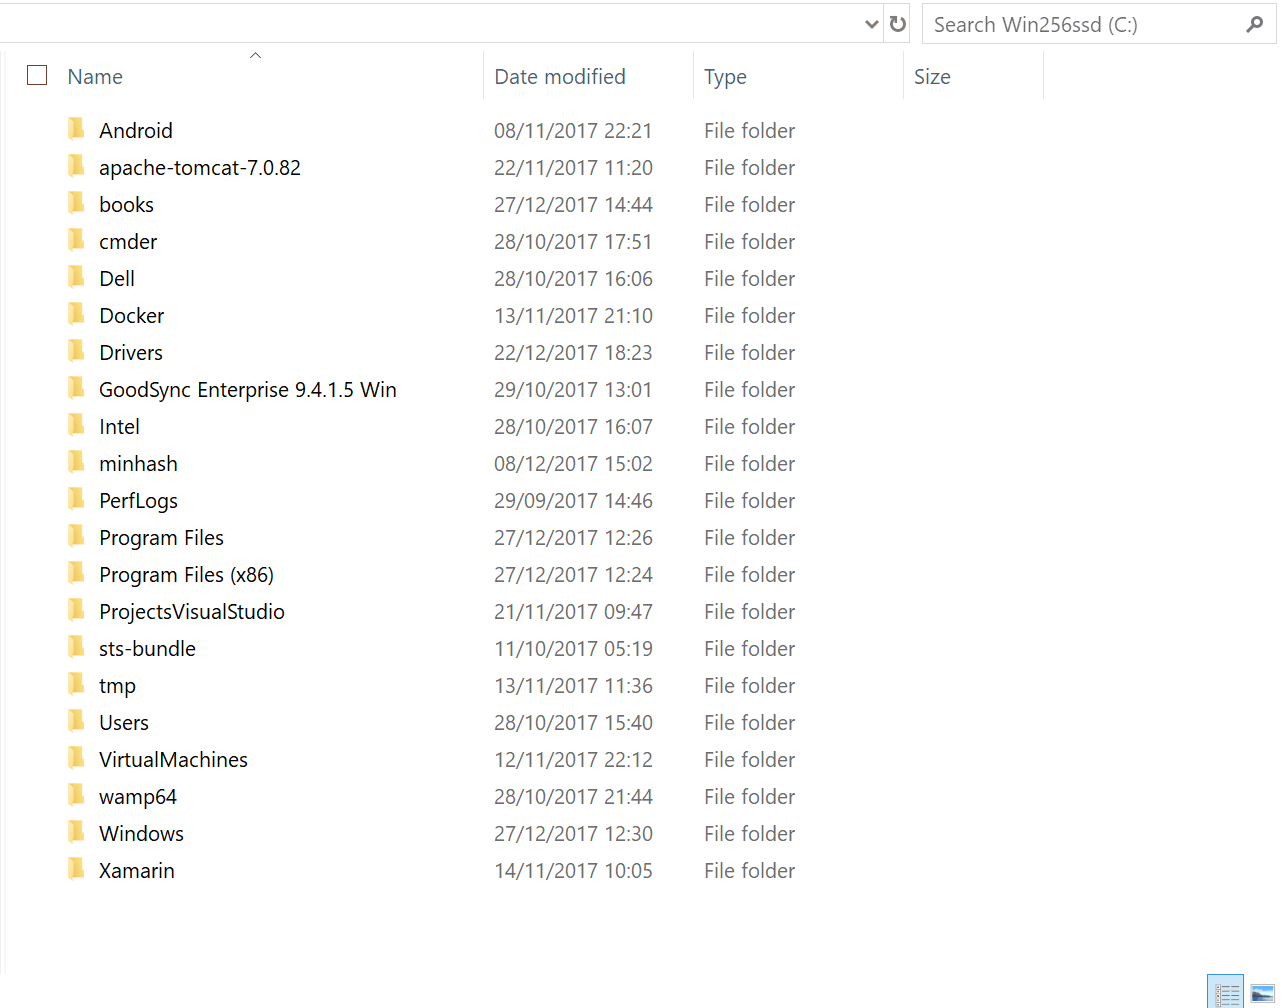 Search Win256ssd (C:)
Name Date modified Type Size
Android 08/11/2017 22:21 File folder
apache-tomcat-7.0.82 22/11/2017 11:20 File folder
books 27/12/2017 14:44 File folder
cmder 28/10/2017 17:51 File folder
Dell 28/10/2017 16:06 File folder
Docker 13/11/2017 21:10 File folder
Drivers 22/12/2017 18:23 File folder
GoodSync Enterprise 9.4.1.5 Win 29/10/2017 13:01 File folder
Intel 28/10/2017 16:07 File folder
minhash 08/12/2017 15:02 File folder
PerfLogs 29/09/2017 14:46 File folder
Program Files 27/12/2017 12:26 File folder
Program Files (x86) 27/12/2017 12:24 File folder
ProjectsVisualStudio 21/11/2017 09:47 File folder
sts-bundle 11/10/2017 05:19 File folder
tmp 13/11/2017 11:36 File folder
Users 28/10/2017 15:40 File folder
VirtualMachines 12/11/2017 22:12 File folder
wamp64 28/10/2017 21:44 File folder
Windows 27/12/2017 12:30 File folder
Xamarin 14/11/2017 10:05 File folder